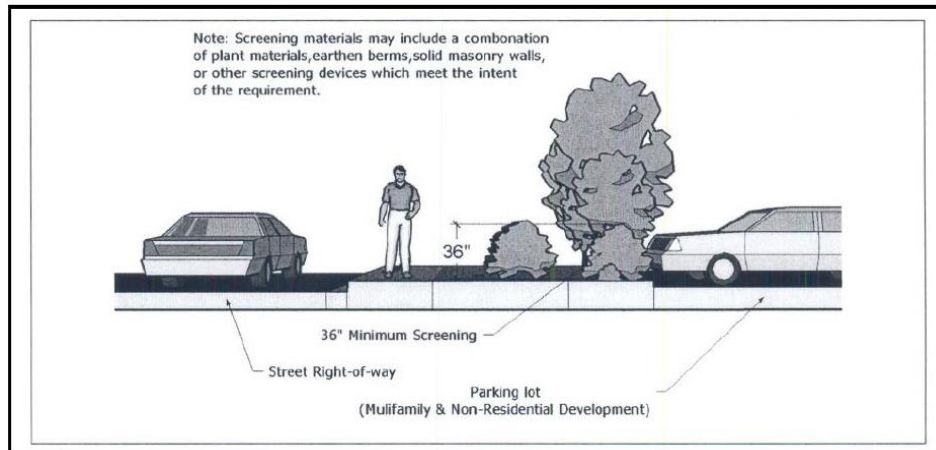 Note: Screening materials may include a combination
of plant materials,earthen berms,solid masonry walls,
or other screening devices which meet the intent
of the requirement.
36"
36" Minimum Screening
Street Right-of-way
Parking lot
(Mulifamily & Non-Residential Development)